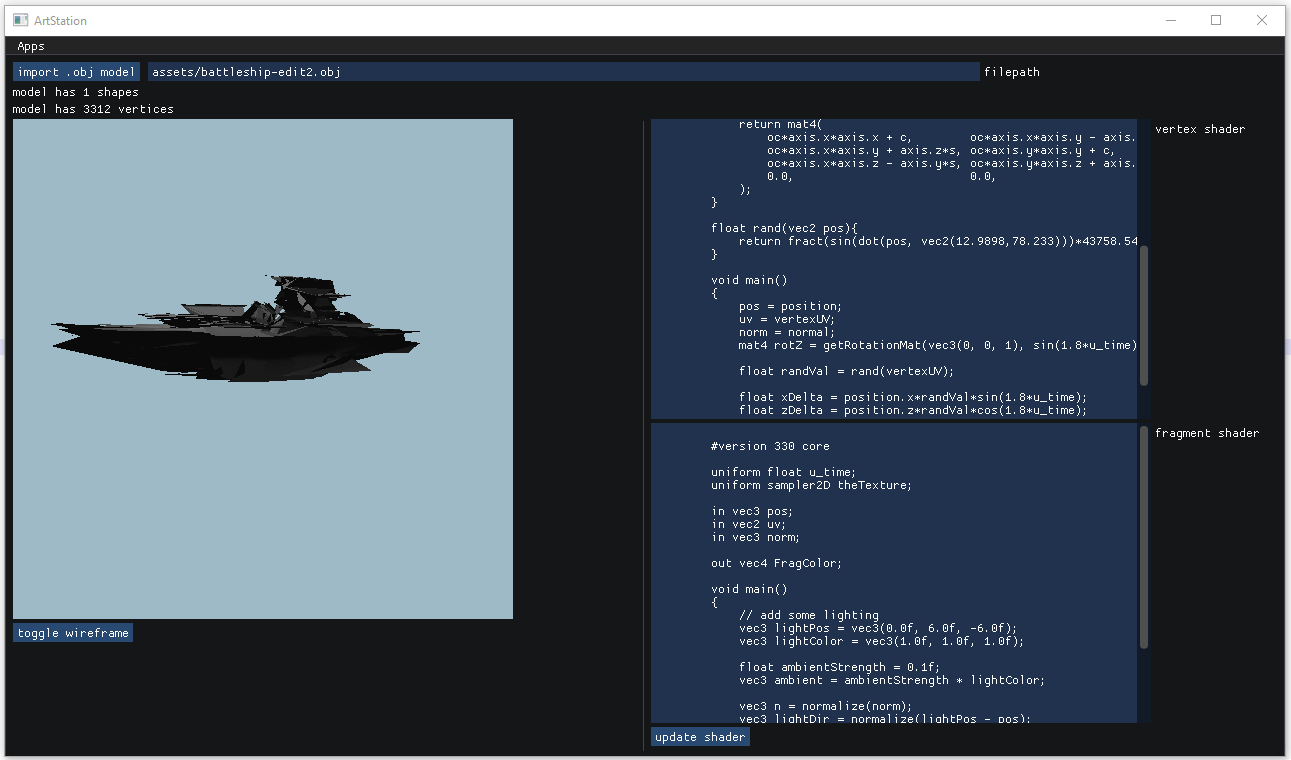 ArtStation
Apps
import .obj model assets/battleship-edit2.obj filepath
model has 1 shapes
model has 3312 vertices
return mat4(
oc*axis.x*axis.x + c, oc*axis.x*axis.y - axis.
oc*axis.x*axis.y + axis.z*s, oc*axis.y*axis.y + c,
oc*axis.x*axis.z - axis.y*s, oc*axis.y*axis.z + axis.
0.0, 0.0,
);
}
float rand(vec2 pos){
return fract(sin(dot(pos, vec2(12.9898,78.233)))*43758.54
}
void main()
{
pos = position;
uv = vertexUV;
norm = normal;
mat4 rotZ = getRotationMat(vec3(0, 0, 1), sin(1.8*u_time)
float randVal = rand(vertexUV);
float xDelta = position.x*randVal*sin(1.8*u_time);
float zDelta = position.z*randVal*cos(1.8*u_time);
vertex shader
#version 330 core
uniform float u_time;
uniform sampler2D theTexture;
in vec3 pos;
in vec2 uv;
in vec3 norm;
out vec4 FragColor;
void main()
{
// add some lighting
vec3 lightPos = vec3(0.0f, 6.0f, -6.0f);
vec3 lightColor = vec3(1.0f, 1.0f, 1.0f);
float ambientStrength = 0.1f;
vec3 ambient = ambientStrength * lightColor;
vec3 n = normalize(norm);
vec3 lightDir = normalize(lightPos - pos);
fragment shader
toggle wireframe
update shader